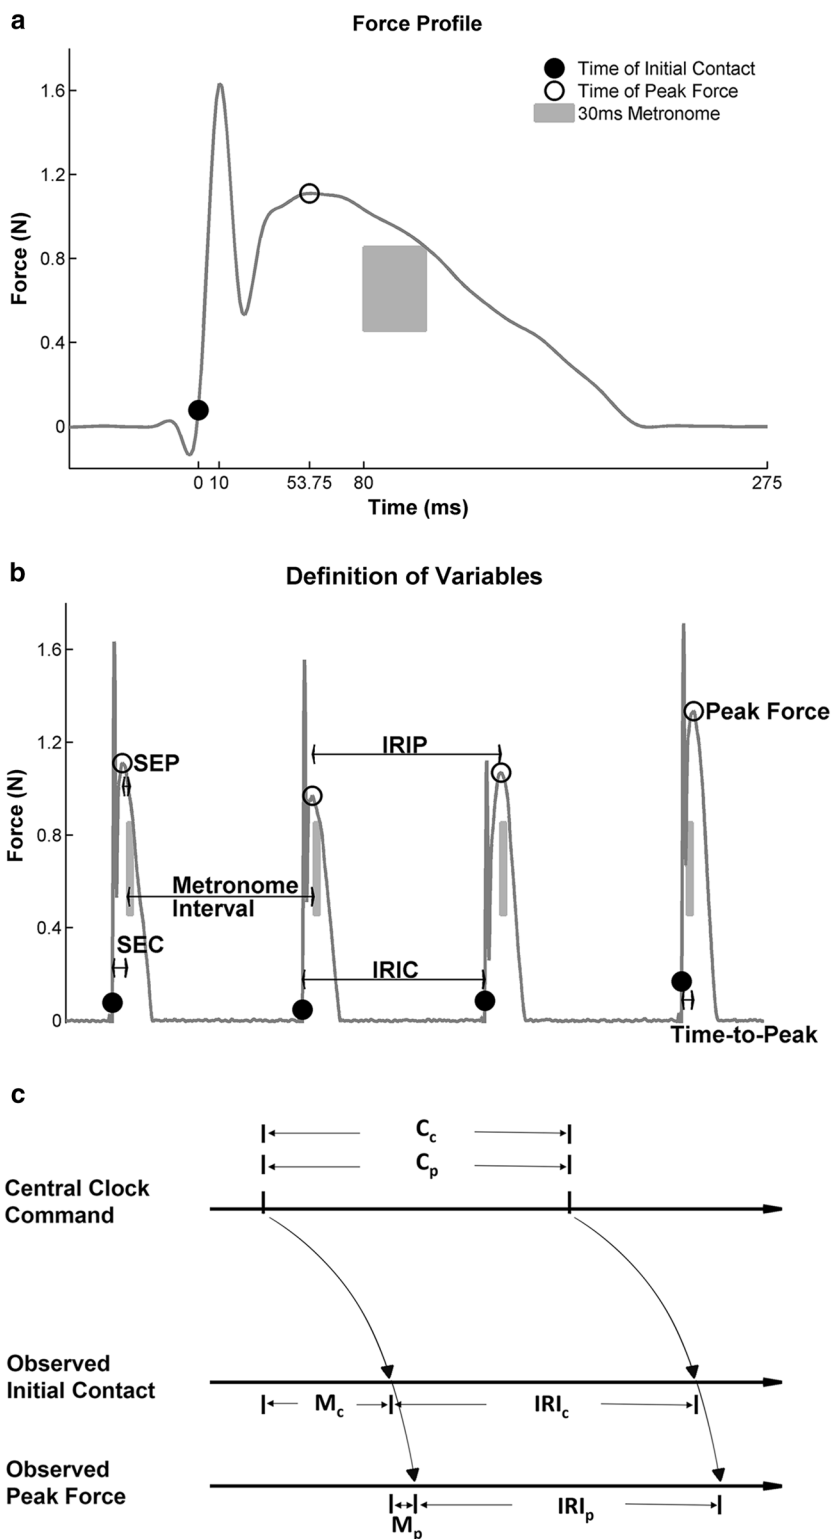 a
Force Profile
Time of Initial Contact
Time of Peak Force
30ms Metronome
1.6
1.2
0.8
0.4
0
Force (N)
0 10 53.75 80 275
Time (ms)
b
Definition of Variables
1.6
1.2
0.8
0.4
0
Force (N)
Peak Force
IRIP
SEP
Metronome
Interval
SEC
IRIC
Time-to-Peak
c
Cc
Cp
Central Clock
Command
Observed
Initial Contact
Mc IRIc
Observed
Peak Force
IRIp
Mp